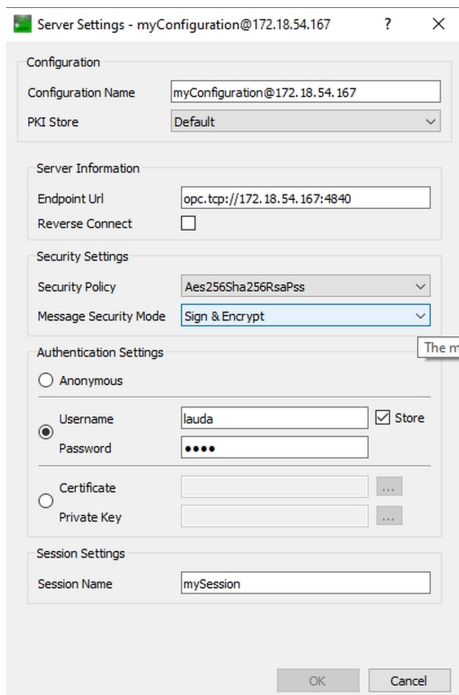 Server Settings - myConfiguration@172.18.54.167 ? X
Configuration
Configuration Name myConfiguration@172.18.54.167
PKI Store Default
Server Information
Endpoint Url opc.tcp://172.18.54.167:4840
Reverse Connect
Security Settings
Security Policy Aes256Sha256RsaPss
Message Security Mode Sign & Encrypt
The m
Authentication Settings
Anonymous
Username lauda Store
Password ••••
Certificate ...
Private Key ...
Session Settings
Session Name mySession
OK Cancel